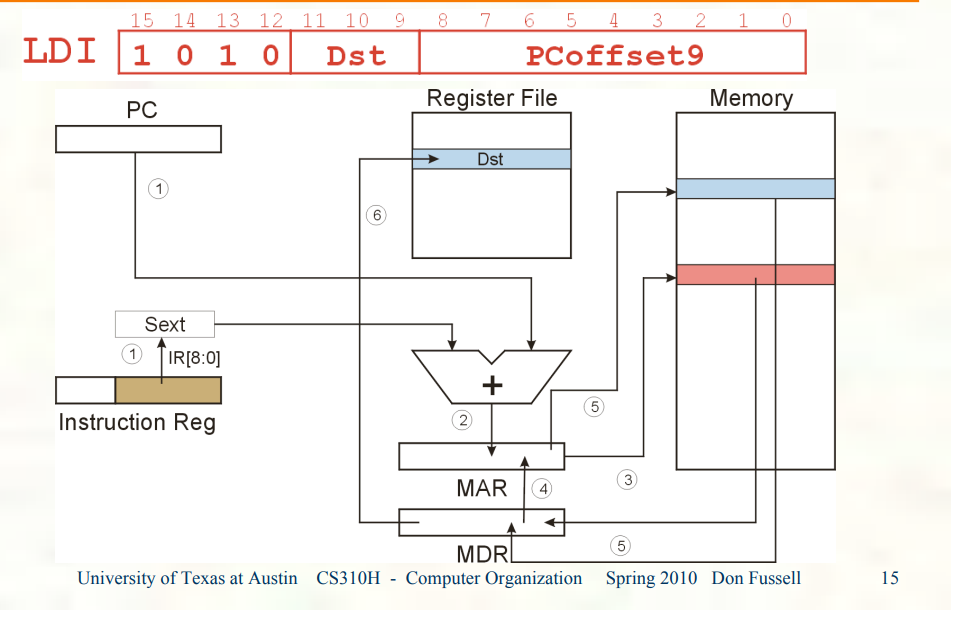 15 14 13 12 11 10 9 8 7 6 5 4 3 2 1 0
LDI 1 0 1 0 Dst PCoffset9
PC
Register File
Memory
Dst
1
6
Sext
1
IR[8:0]
+
Instruction Reg
2
5
3
MAR
4
5
MDR
University of Texas at Austin CS310H - Computer Organization Spring 2010 Don Fussell 15